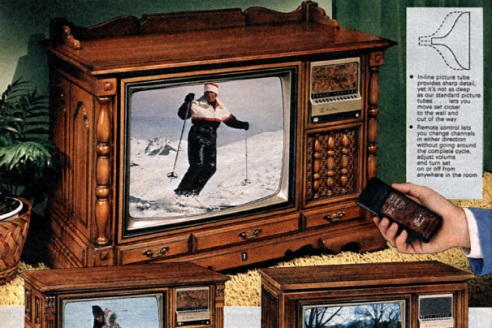 • In-line picture tube
provides sharp detail,
yet it's not as deep
as our standard picture
tubes . . . lets you
move set closer
to the wall and
out of the way
• Remote control lets
you change channels
in either direction
without going around
the complete cycle,
adjust volume
and turn set
on or off from
anywhere in the room